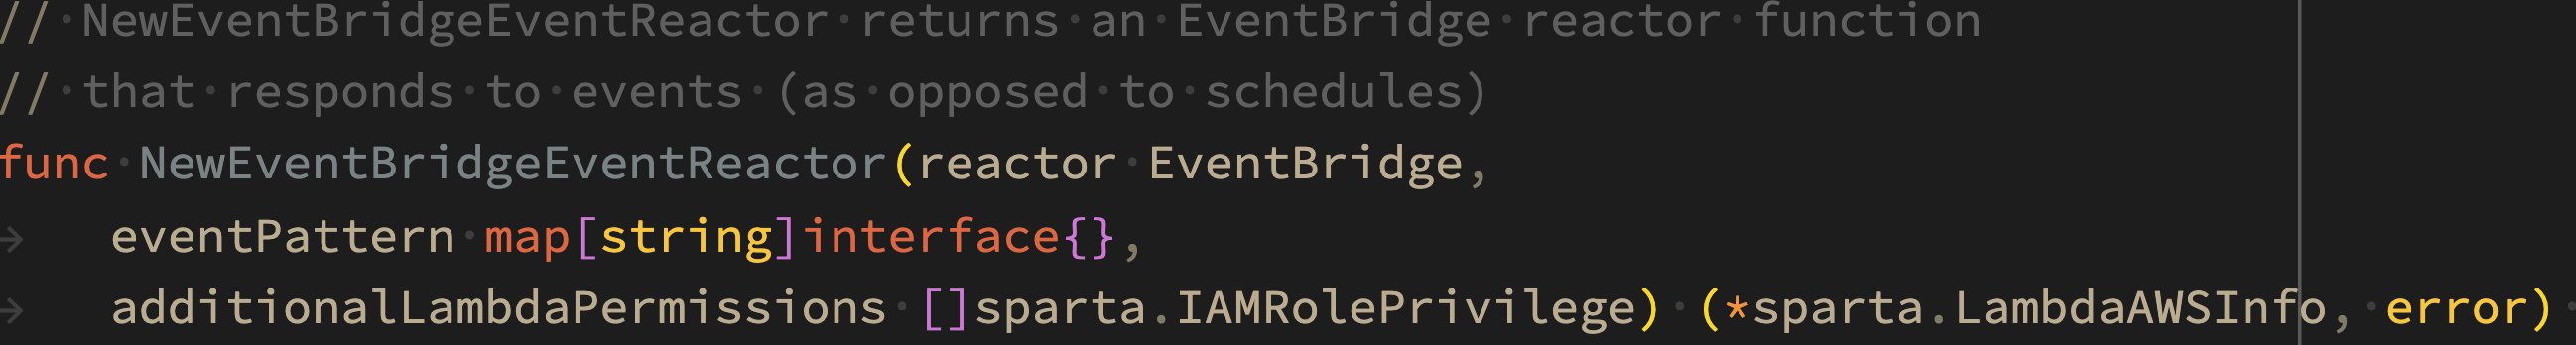 // NewEventBridgeEventReactor returns an EventBridge reactor function
// that responds to events (as opposed to schedules)
func NewEventBridgeEventReactor(reactor EventBridge,
eventPattern map[string]interface{},
additionalLambdaPermissions []sparta.IAMRolePrivilege) (*sparta.LambdaAWSInfo, error)